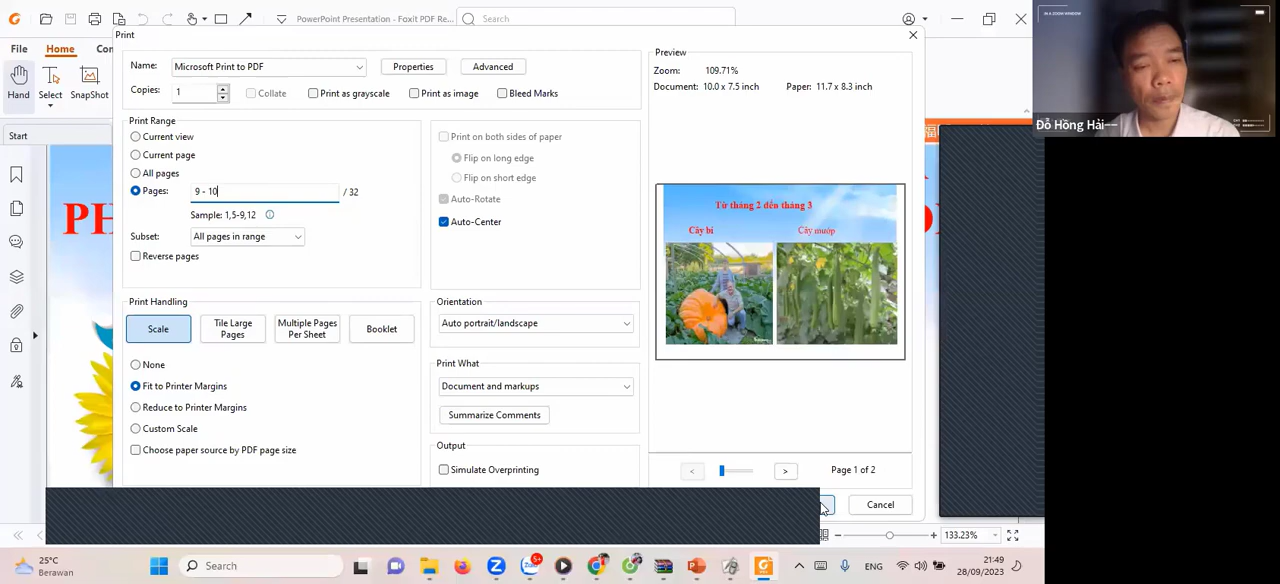 PowerPoint Presentation - Foxit PDF Re...
Search
IN A ZOOM WINDOW
File
Home
Hand
Select
SnapShot
Start
Đỗ Hồng Hải--
Print
Name:
Microsoft Print to PDF
Properties
Advanced
Copies:
1
Collate
Print as grayscale
Print as image
Bleed Marks
Print Range
Current view
Current page
All pages
Pages:
9 - 10
/ 32
Sample: 1,5-9,12
Subset:
All pages in range
Reverse pages
Print on both sides of paper
Flip on long edge
Flip on short edge
Auto-Rotate
Auto-Center
Print Handling
Scale
Tile Large
Pages
Multiple Pages
Per Sheet
Booklet
None
Fit to Printer Margins
Reduce to Printer Margins
Custom Scale
Choose paper source by PDF page size
Orientation
Auto portrait/landscape
Print What
Document and markups
Summarize Comments
Output
Simulate Overprinting
Preview
Zoom:
109.71%
Document: 10.0 x 7.5 inch
Paper: 11.7 x 8.3 inch
Từ tháng 2 đến tháng 3
Cây bí
Cây mướp
<
>
Page 1 of 2
Cancel
PH
133.23%
25°C
Berawan
Search
5+
ENG
21:49
28/09/2023